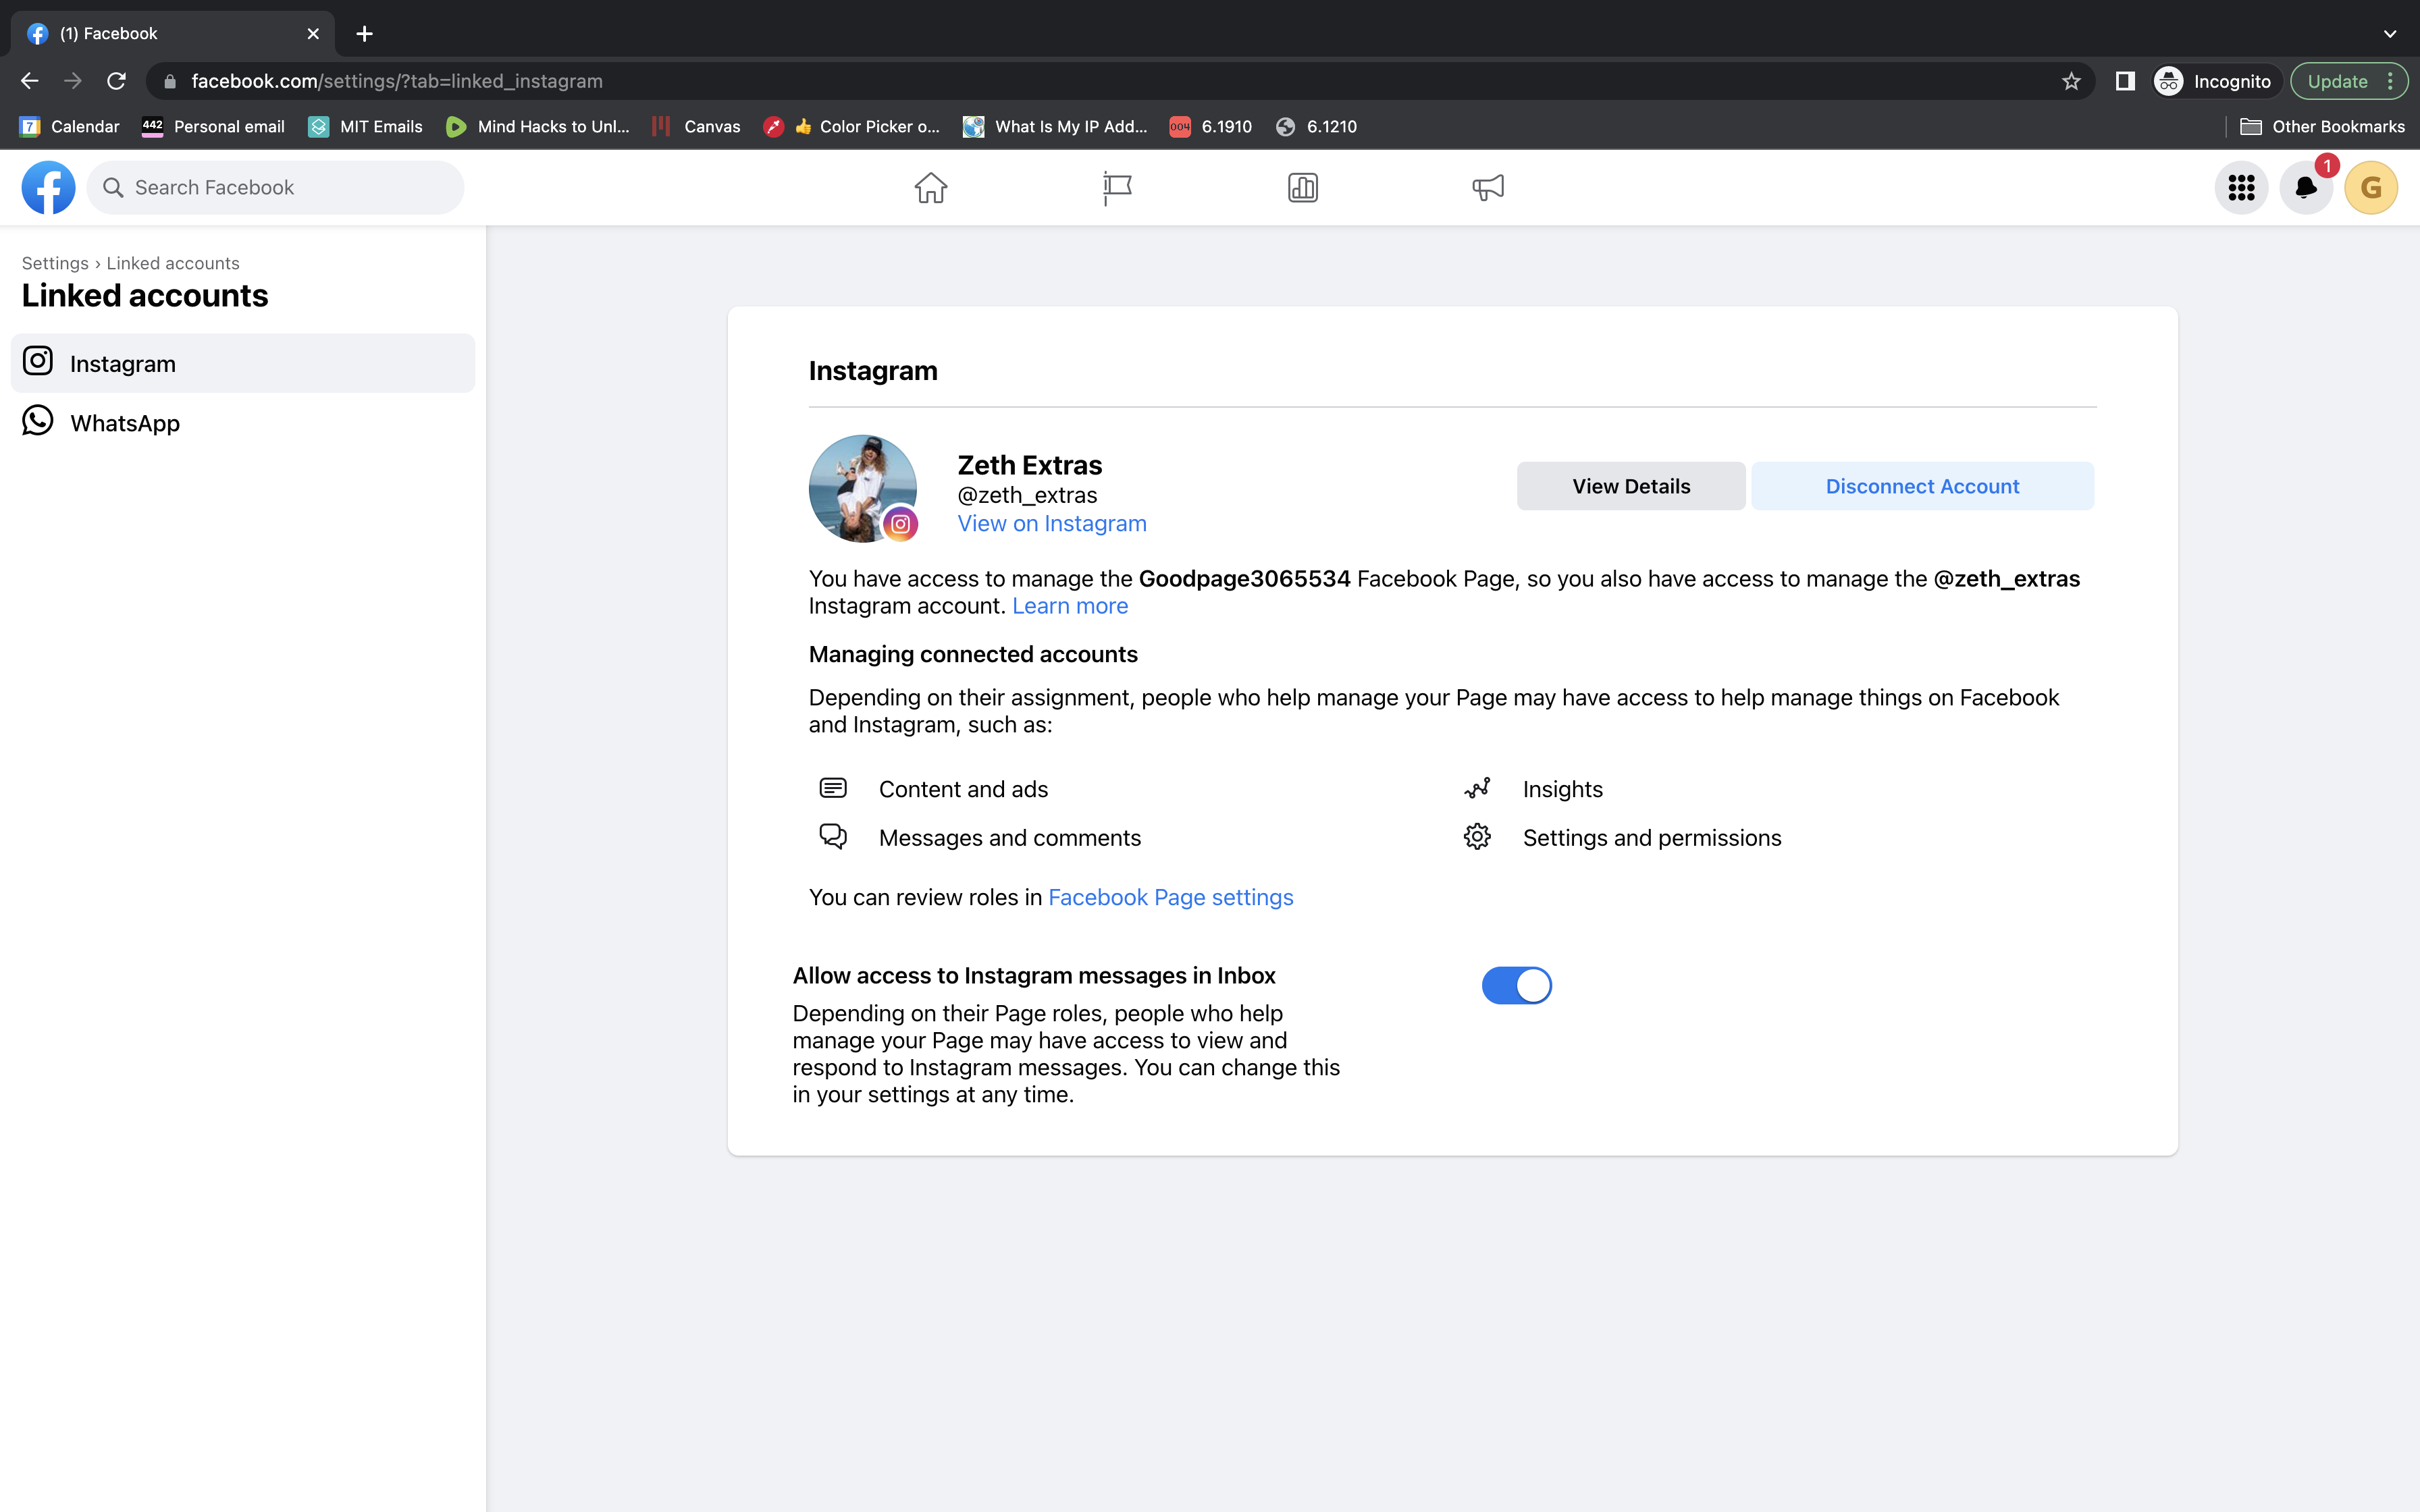 (1) Facebook
facebook.com/settings/?tab=linked_instagram
Incognito
Update
7 Calendar
442 Personal email
MIT Emails
Mind Hacks to Unl...
Canvas
👍 Color Picker o...
What Is My IP Add...
004 6.1910
6.1210
Other Bookmarks
Search Facebook
1
G
Settings › Linked accounts
Linked accounts
Instagram
WhatsApp
Instagram
Zeth Extras
@zeth_extras
View on Instagram
View Details
Disconnect Account
You have access to manage the Goodpage3065534 Facebook Page, so you also have access to manage the @zeth_extras
Instagram account. Learn more
Managing connected accounts
Depending on their assignment, people who help manage your Page may have access to help manage things on Facebook
and Instagram, such as:
Content and ads
Insights
Messages and comments
Settings and permissions
You can review roles in Facebook Page settings
Allow access to Instagram messages in Inbox
Depending on their Page roles, people who help
manage your Page may have access to view and
respond to Instagram messages. You can change this
in your settings at any time.